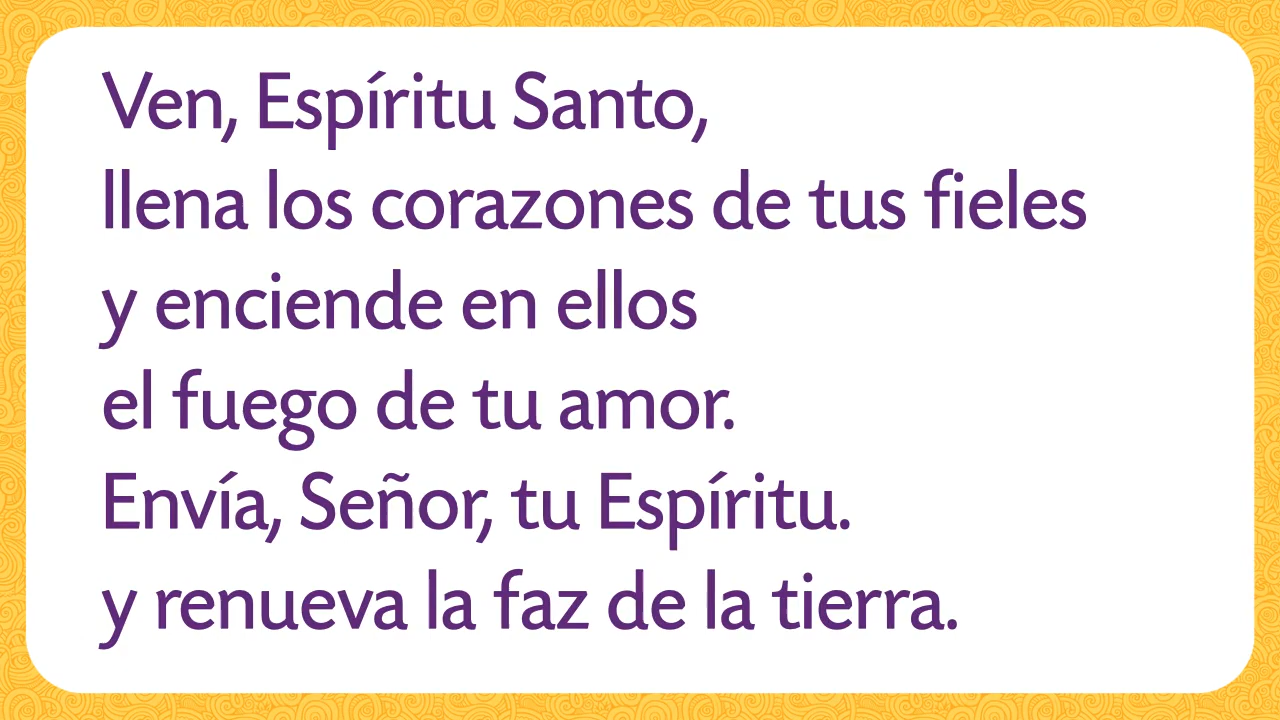 Ven, Espíritu Santo,
llena los corazones de tus fieles
y enciende en ellos
el fuego de tu amor.
Envía, Señor, tu Espíritu.
y renueva la faz de la tierra.